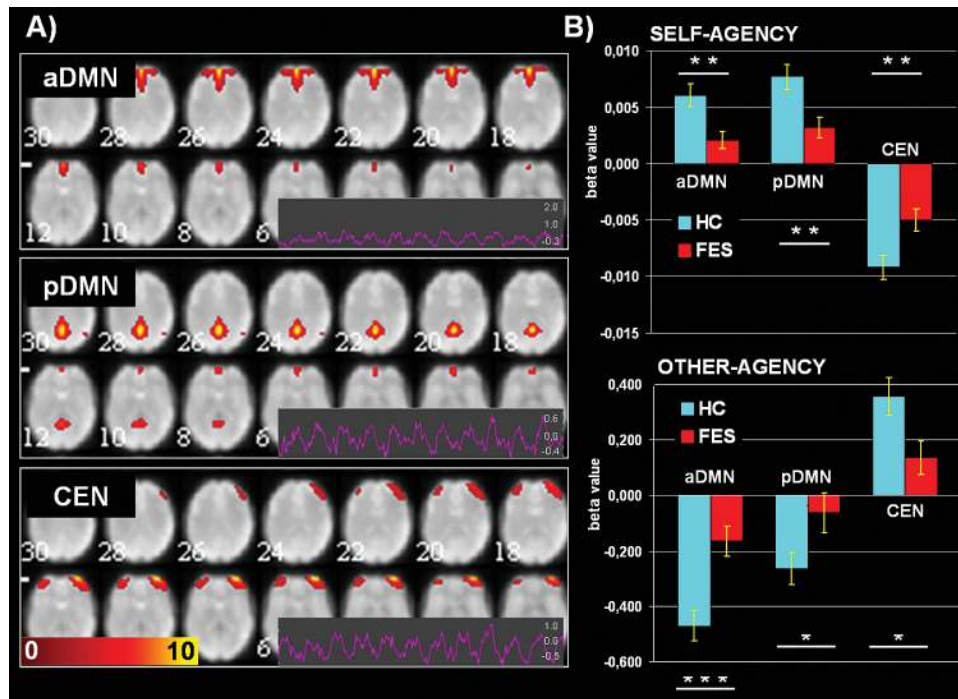 A)
aDMN
30 28 26 24 22 20 18
12 10 8 6
2.0
1.0
-0.3
pDMN
30 28 26 24 22 20 18
12 10 8 6
0.6
0.0
-0.4
CEN
30 28 26 24 22 20 18
6
1.0
0.0
-0.5
0 10
B)
SELF-AGENCY
0,010
0,005
0,000
-0,005
-0,010
-0,015
beta value
* *
* *
CEN
aDMN
pDMN
HC
FES
* *
OTHER-AGENCY
0,400
0,200
0,000
-0,200
-0,400
-0,600
beta value
HC
FES
aDMN
pDMN
CEN
*
*
* * *